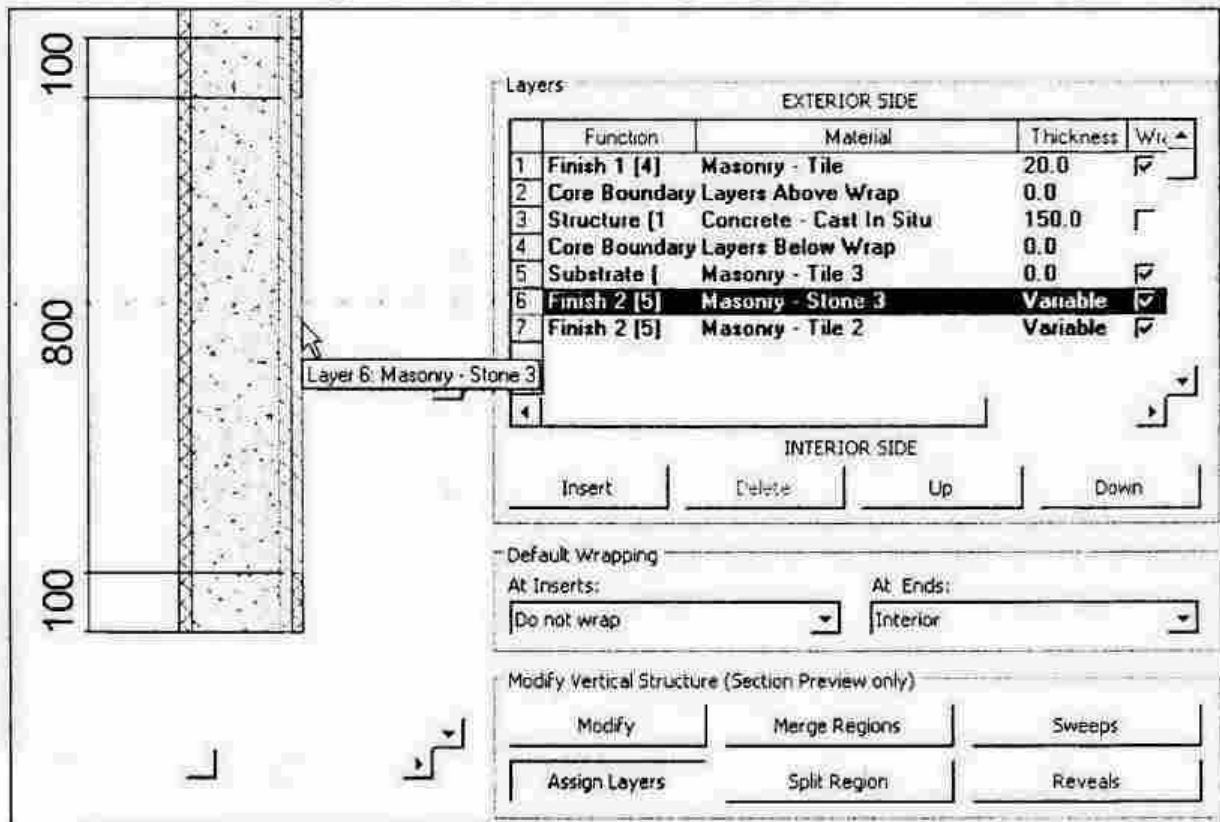 100
800
100
Layer 6: Masonry - Stone 3
Layers
EXTERIOR SIDE
Function Material Thickness Wra
1 Finish 1 [4] Masonry - Tile 20.0
2 Core Boundary Layers Above Wrap 0.0
3 Structure [1 Concrete - Cast In Situ 150.0
4 Core Boundary Layers Below Wrap 0.0
5 Substrate [ Masonry - Tile 3 0.0
6 Finish 2 [5] Masonry - Stone 3 Variable
7 Finish 2 [5] Masonry - Tile 2 Variable
INTERIOR SIDE
Insert Delete Up Down
Default Wrapping
At Inserts: At Ends:
Do not wrap Interior
Modify Vertical Structure (Section Preview only)
Modify Merge Regions Sweeps
Assign Layers Split Region Reveals